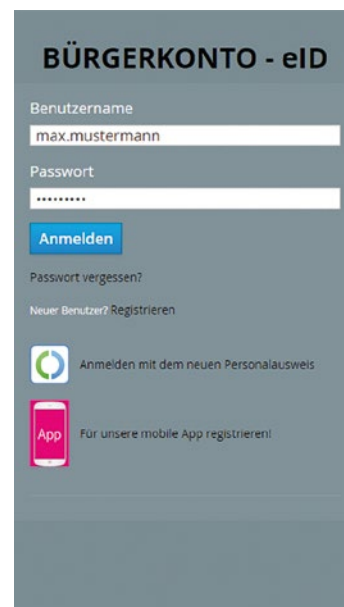 BÜRGERKONTO - eID
Benutzername
max.mustermann
Passwort
•••••••••
Anmelden
Passwort vergessen?
Neuer Benutzer? Registrieren
Anmelden mit dem neuen Personalausweis
App
Für unsere mobile App registrieren!